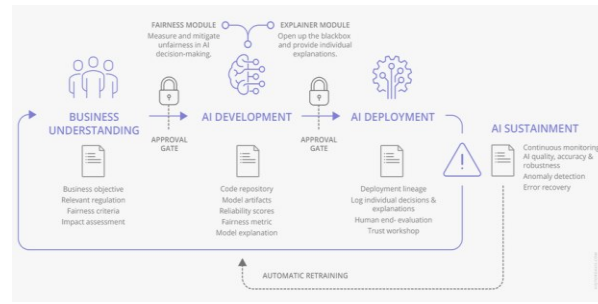 FAIRNESS MODULE
Measure and mitigate
unfairness in AI
decision-making.
EXPLAINER MODULE
Open up the blackbox
and provide individual
explanations.
BUSINESS
UNDERSTANDING
APPROVAL
GATE
AI DEVELOPMENT
APPROVAL
GATE
AI DEPLOYMENT
AI SUSTAINMENT
Business objective
Relevant regulation
Fairness criteria
Impact assessment
Code repository
Model artifacts
Reliability scores
Fairness metric
Model explanation
Deployment lineage
Log individual decisions &
explanations
Human end- evaluation
Trust workshop
Continuous monitoring
AI quality, accuracy &
robustness
Anomaly detection
Error recovery
AUTOMATIC RETRAINING